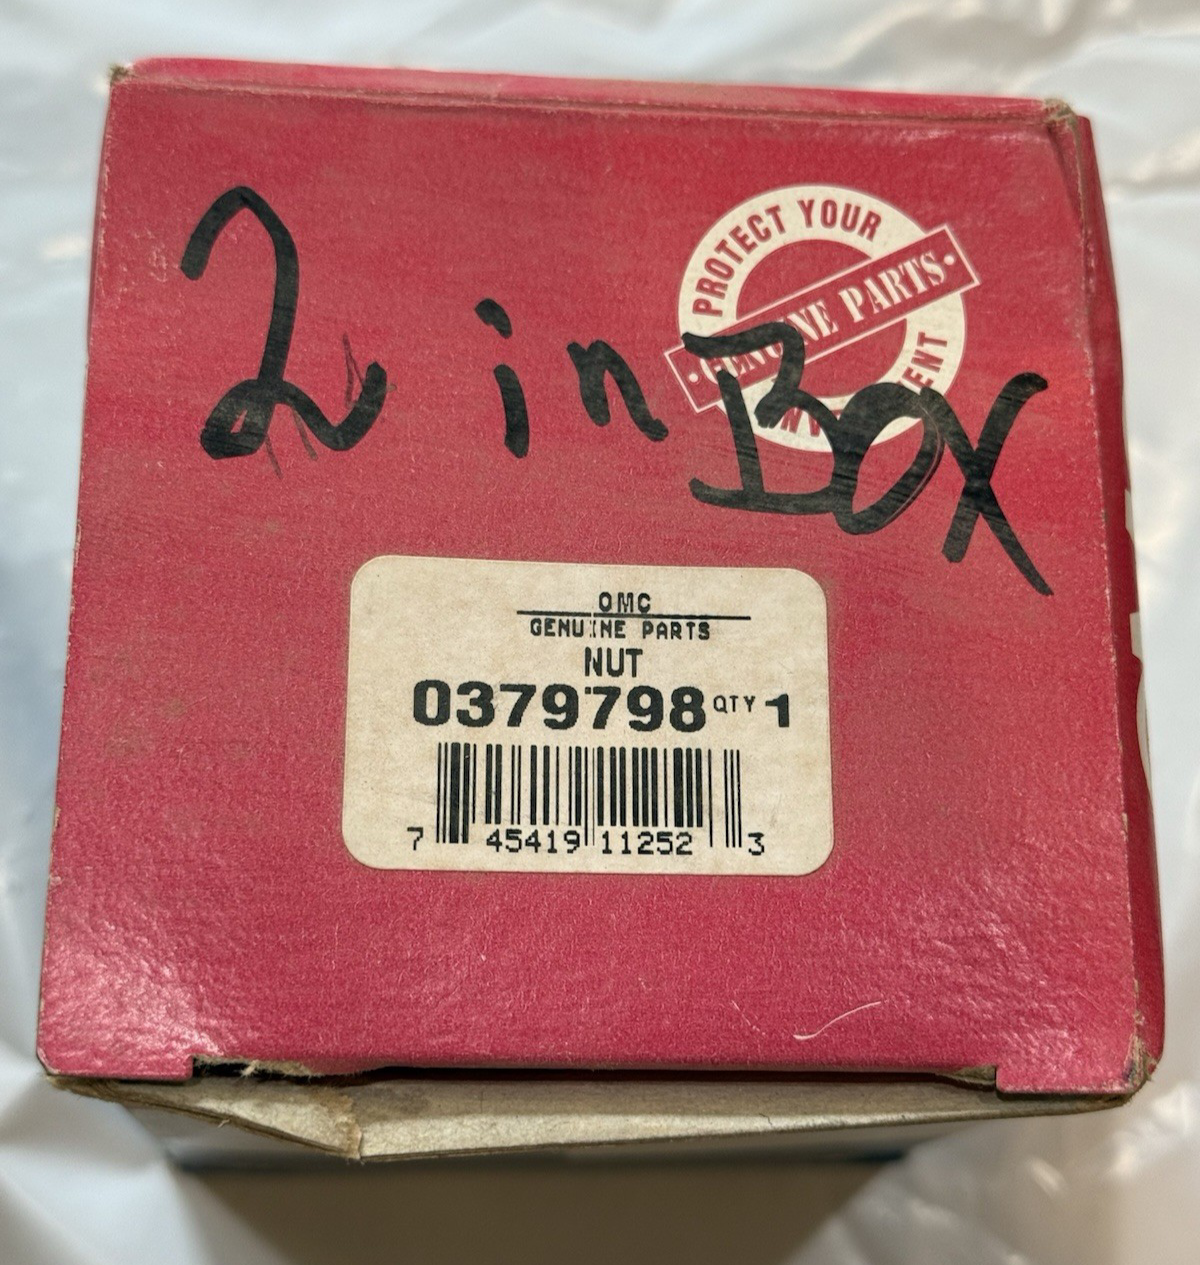 PROTECT YOUR
GENUINE PARTS
2 in BOX
OMC
GENUINE PARTS
NUT
0379798 QTY 1
7 45419 11252 3